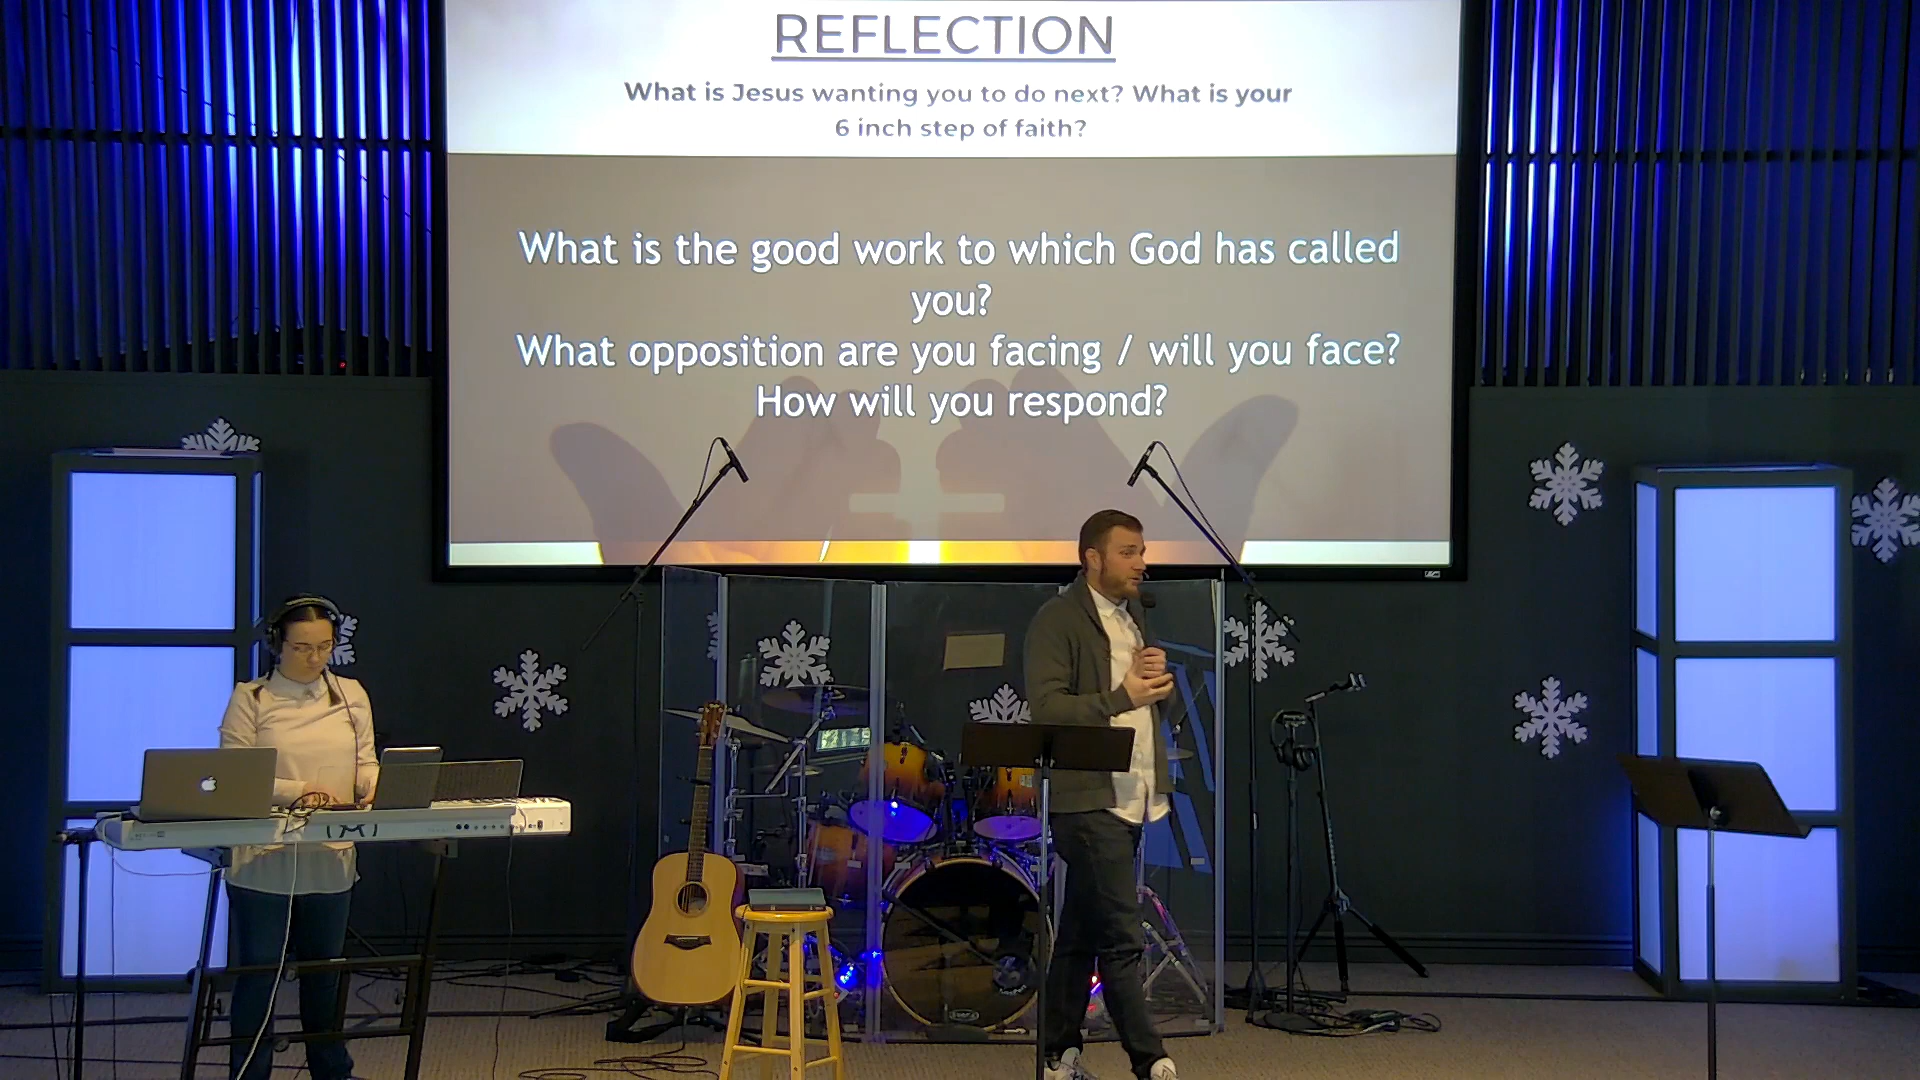 REFLECTION
What is Jesus wanting you to do next? What is your
6 inch step of faith?
What is the good work to which God has called
you?
What opposition are you facing / will you face?
How will you respond?